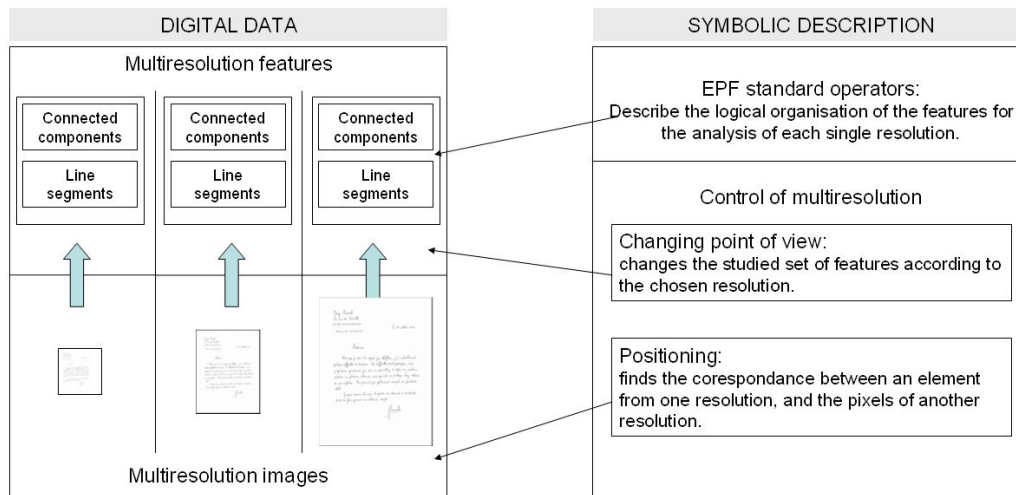 DIGITAL DATA
Multiresolution features
Connected
components
Line
segments
Connected
components
Line
segments
Connected
components
Line
segments
Multiresolution images
SYMBOLIC DESCRIPTION
EPF standard operators:
Describe the logical organisation of the features for
the analysis of each single resolution.
Control of multiresolution
Changing point of view:
changes the studied set of features according to
the chosen resolution.
Positioning:
finds the corespondance between an element
from one resolution, and the pixels of another
resolution.